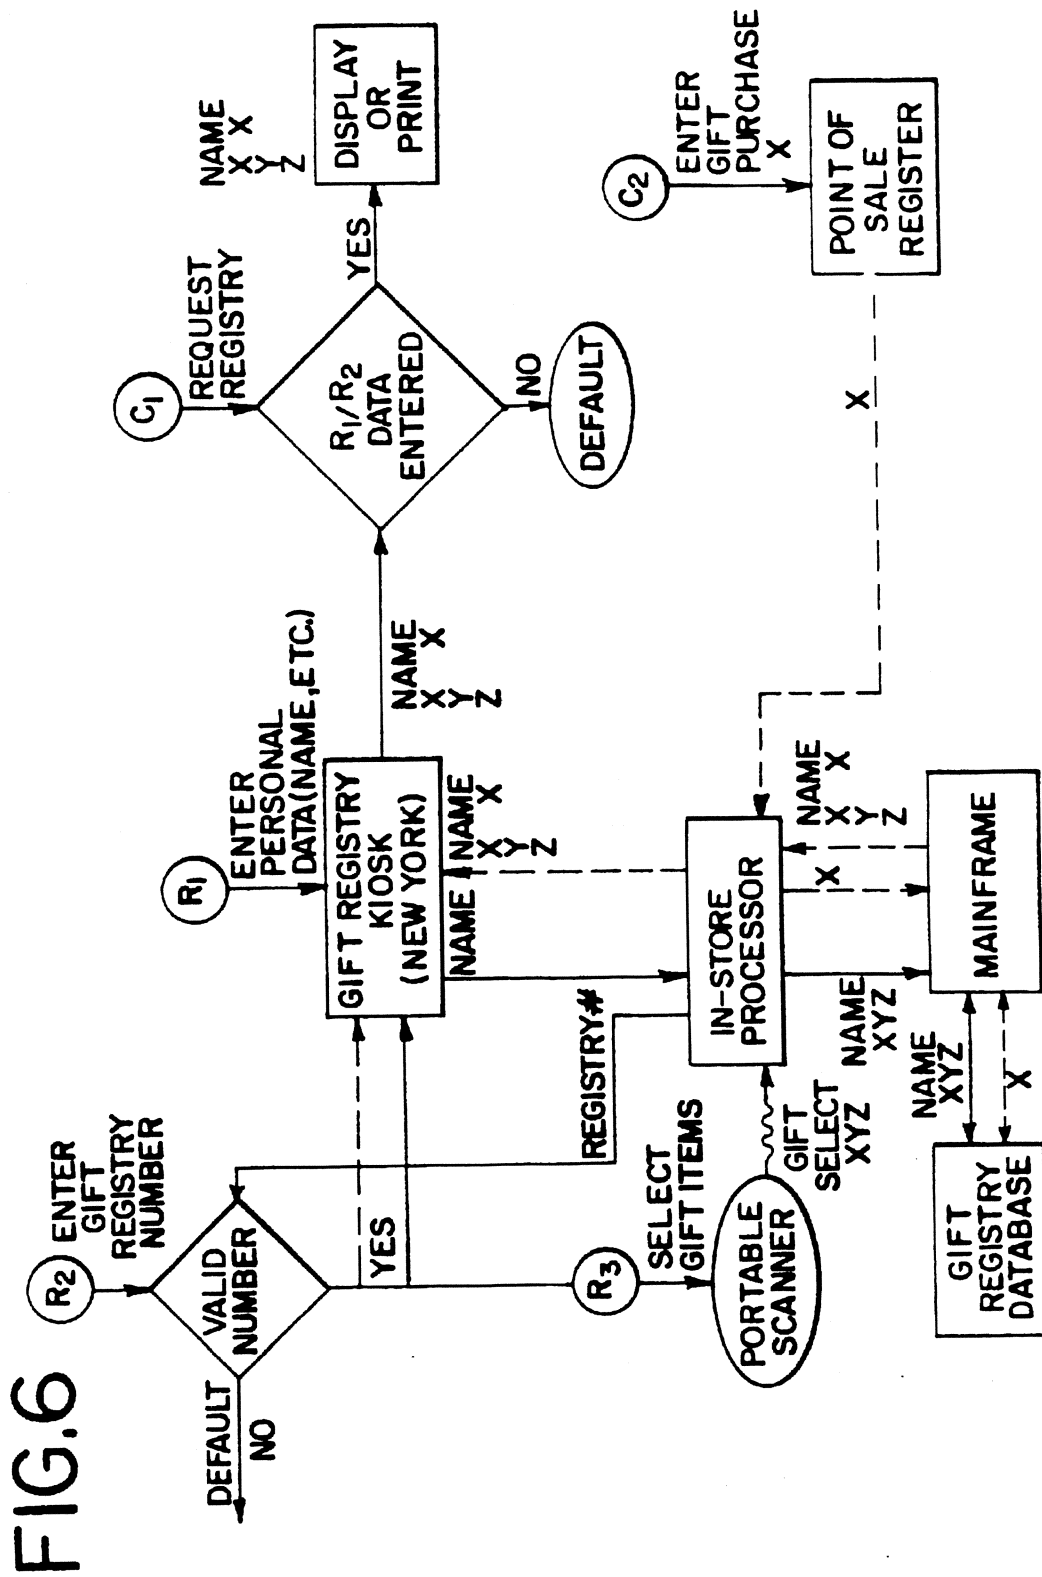 FIG.6
R2
ENTER
GIFT
REGISTRY
NUMBER
VALID
NUMBER
DEFAULT
NO
YES
R1
ENTER
PERSONAL
DATA(NAME,ETC.)
GIFT REGISTRY
KIOSK
(NEW YORK)
NAME
X X
Y
Z
C1
REQUEST
REGISTRY
R1/R2
DATA
ENTERED
YES
NAME
X X
Y
Z
DISPLAY
OR
PRINT
NO
DEFAULT
NAME
NAME
X X
Y
Z
REGISTRY#
R3
SELECT
GIFT ITEMS
PORTABLE
SCANNER
GIFT
SELECT
XYZ
IN-STORE
PROCESSOR
C2
ENTER
GIFT
PURCHASE
X
POINT OF
SALE
REGISTER
X
NAME
XYZ
X
NAME
X X
Y
Z
MAINFRAME
NAME
XYZ
X
GIFT
REGISTRY
DATABASE